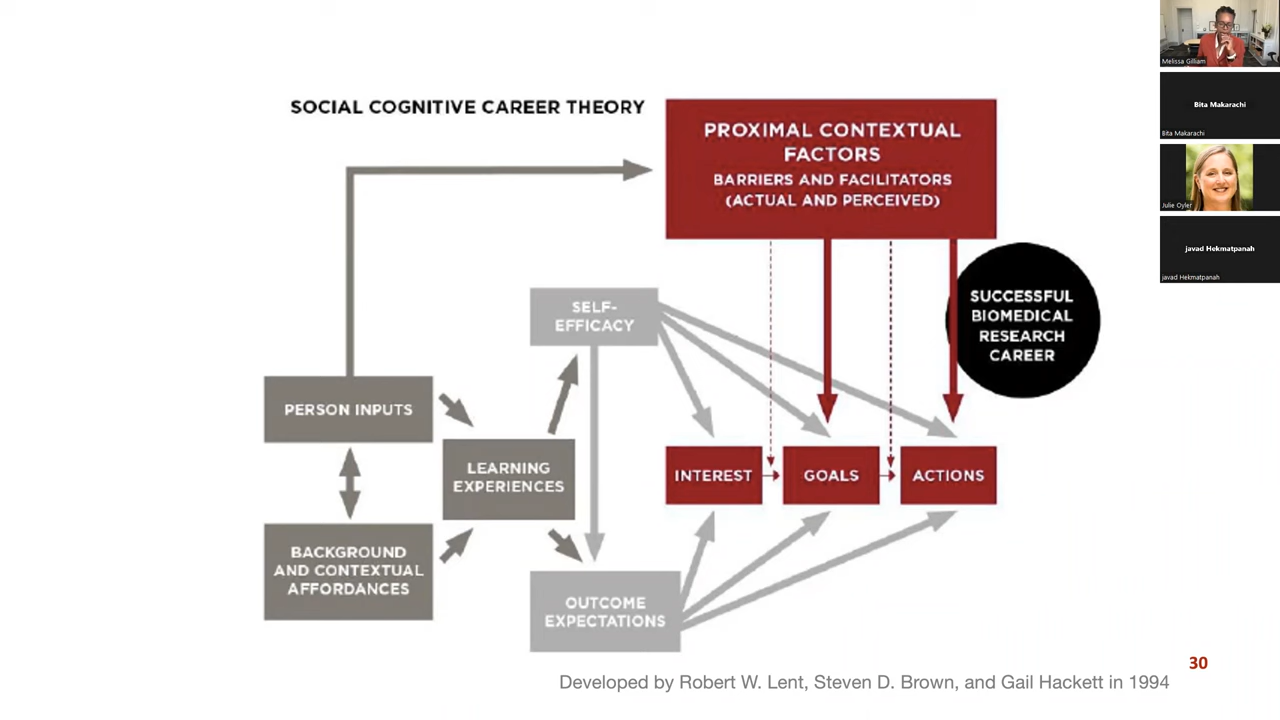 SOCIAL COGNITIVE CAREER THEORY
PROXIMAL CONTEXTUAL
FACTORS
BARRIERS AND FACILITATORS
(ACTUAL AND PERCEIVED)
SELF-
EFFICACY
SUCCESSFUL
BIOMEDICAL
RESEARCH
CAREER
PERSON INPUTS
LEARNING
EXPERIENCES
INTEREST
GOALS
ACTIONS
BACKGROUND
AND CONTEXTUAL
AFFORDANCES
OUTCOME
EXPECTATIONS
30
Developed by Robert W. Lent, Steven D. Brown, and Gail Hackett in 1994
Melissa Gilliam
Bita Makarachi
Bita Makarachi
Julie Oyler
javad Hekmatpanah
javad Hekmatpanah